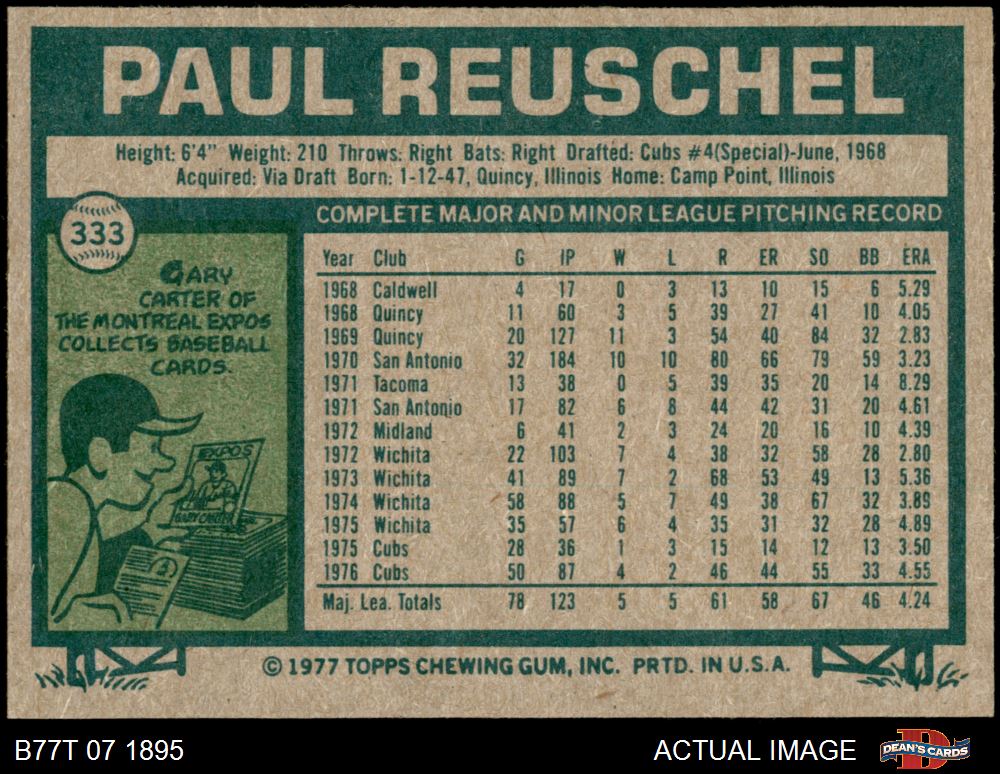 PAUL REUSCHEL
Height: 6'4" Weight: 210 Throws: Right Bats: Right Drafted: Cubs #4(Special)-June, 1968
Acquired: Via Draft Born: 1-12-47, Quincy, Illinois Home: Camp Point, Illinois
333
GARY
CARTER OF
THE MONTREAL EXPOS
COLLECTS BASEBALL
CARDS.
EXPOS
GARY CARTER
COMPLETE MAJOR AND MINOR LEAGUE PITCHING RECORD
Year Club G IP W L R ER SO BB ERA
1968 Caldwell 4 17 0 3 13 10 15 6 5.29
1968 Quincy 11 60 3 5 39 27 41 10 4.05
1969 Quincy 20 127 11 3 54 40 84 32 2.83
1970 San Antonio 32 184 10 10 80 66 79 59 3.23
1971 Tacoma 13 38 0 5 39 35 20 14 8.29
1971 San Antonio 17 82 6 8 44 42 31 20 4.61
1972 Midland 6 41 2 3 24 20 16 10 4.39
1972 Wichita 22 103 7 4 38 32 58 28 2.80
1973 Wichita 41 89 7 2 68 53 49 13 5.36
1974 Wichita 58 88 5 7 49 38 67 32 3.89
1975 Wichita 35 57 6 4 35 31 32 28 4.89
1975 Cubs 28 36 1 3 15 14 12 13 3.50
1976 Cubs 50 87 4 2 46 44 55 33 4.55
Maj. Lea. Totals 78 123 5 5 61 58 67 46 4.24
© 1977 TOPPS CHEWING GUM, INC. PRTD. IN U.S.A.
B77T 07 1895
ACTUAL IMAGE
DEAN'S CARDS